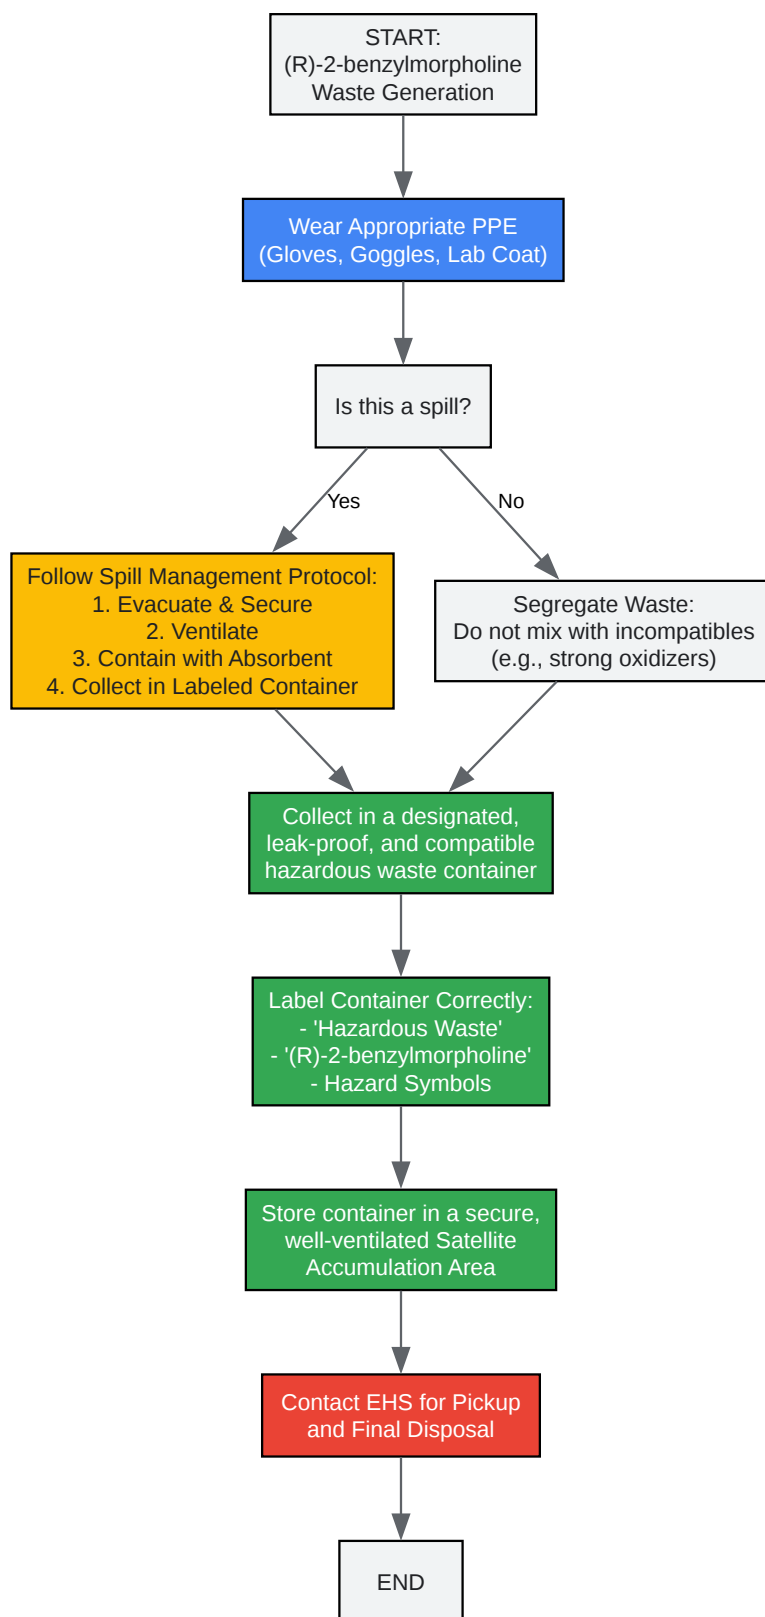 START:
(R)-2-benzylmorpholine
Waste Generation
Wear Appropriate PPE
(Gloves, Goggles, Lab Coat)
Is this a spill?
Yes
No
Follow Spill Management Protocol:
1. Evacuate & Secure
2. Ventilate
3. Contain with Absorbent
4. Collect in Labeled Container
Segregate Waste:
Do not mix with incompatibles
(e.g., strong oxidizers)
Collect in a designated,
leak-proof, and compatible
hazardous waste container
Label Container Correctly:
- 'Hazardous Waste'
- '(R)-2-benzylmorpholine'
- Hazard Symbols
Store container in a secure,
well-ventilated Satellite
Accumulation Area
Contact EHS for Pickup
and Final Disposal
END